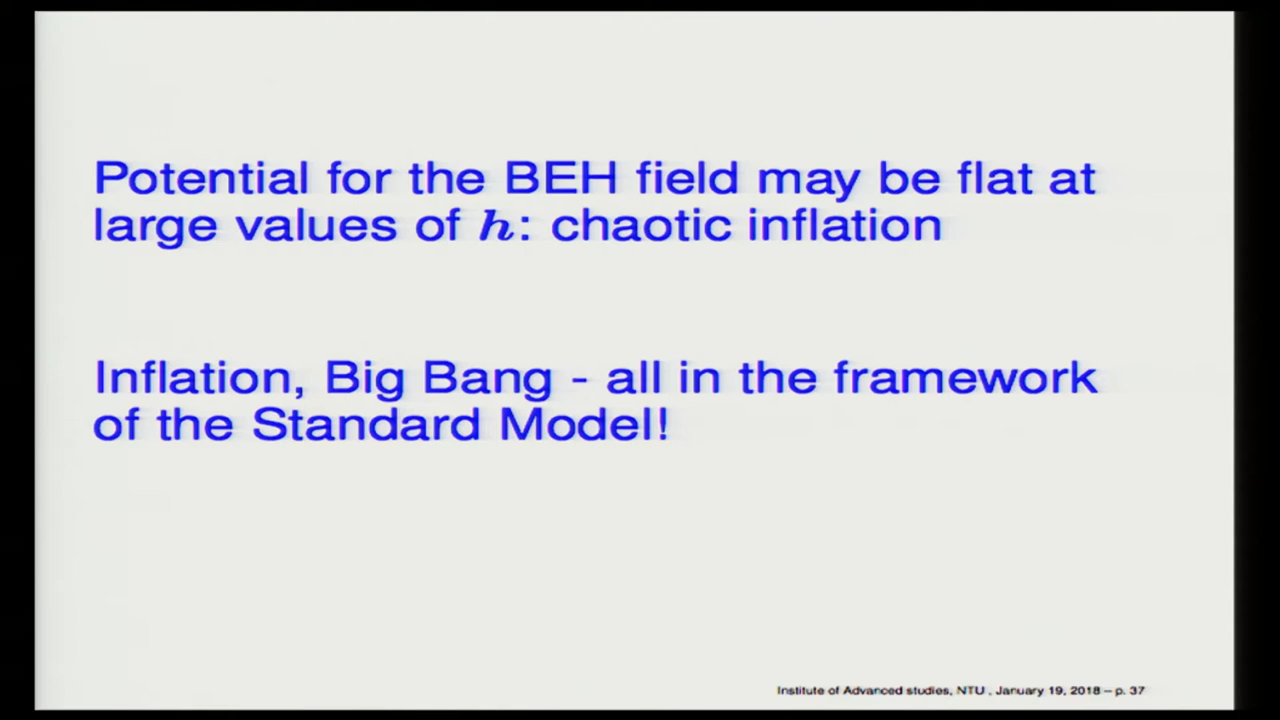 Potential for the BEH field may be flat at
large values of h: chaotic inflation
Inflation, Big Bang - all in the framework
of the Standard Model!
Institute of Advanced studies, NTU , January 19, 2018 – p. 37